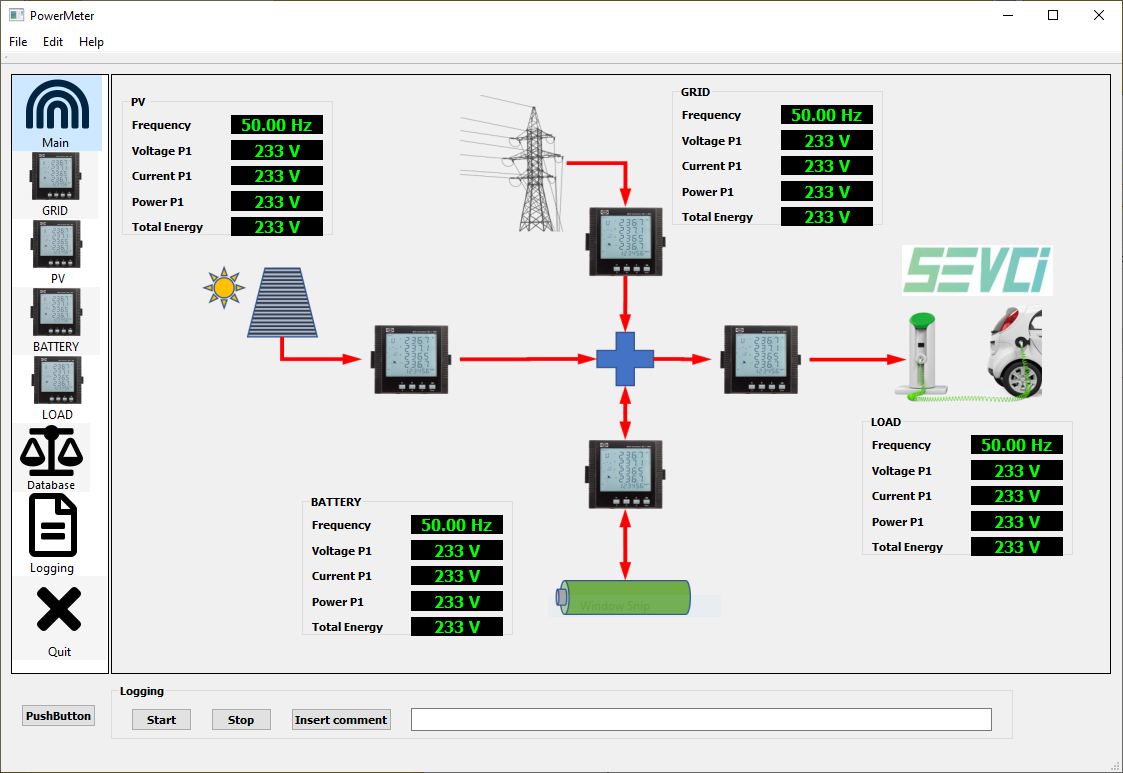 PowerMeter
File Edit Help
Main
GRID
PV
BATTERY
LOAD
Database
Logging
Quit
PV
Frequency 50.00 Hz
Voltage P1 233 V
Current P1 233 V
Power P1 233 V
Total Energy 233 V
GRID
Frequency 50.00 Hz
Voltage P1 233 V
Current P1 233 V
Power P1 233 V
Total Energy 233 V
SEVCi
LOAD
Frequency 50.00 Hz
Voltage P1 233 V
Current P1 233 V
Power P1 233 V
Total Energy 233 V
BATTERY
Frequency 50.00 Hz
Voltage P1 233 V
Current P1 233 V
Power P1 233 V
Total Energy 233 V
Window Snip
PushButton
Logging
Start Stop Insert comment